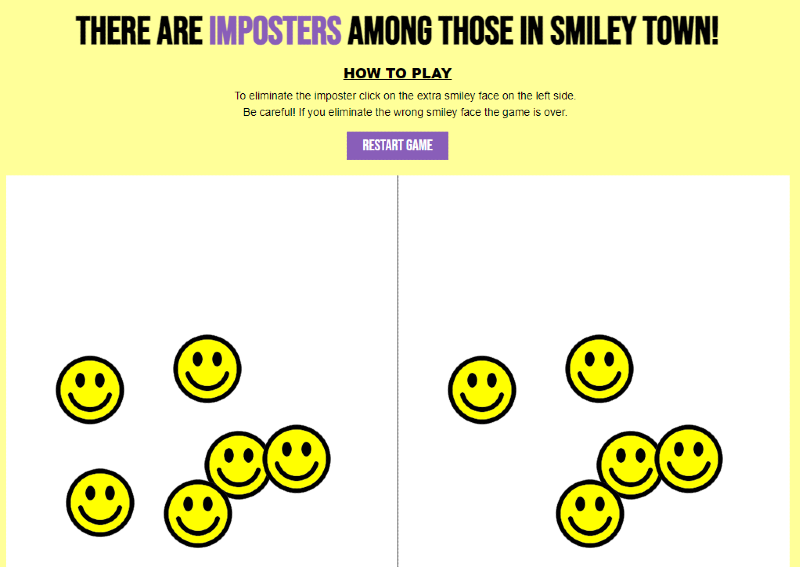 THERE ARE IMPOSTERS AMONG THOSE IN SMILEY TOWN!
HOW TO PLAY
To eliminate the imposter click on the extra smiley face on the left side.
Be careful! If you eliminate the wrong smiley face the game is over.
RESTART GAME